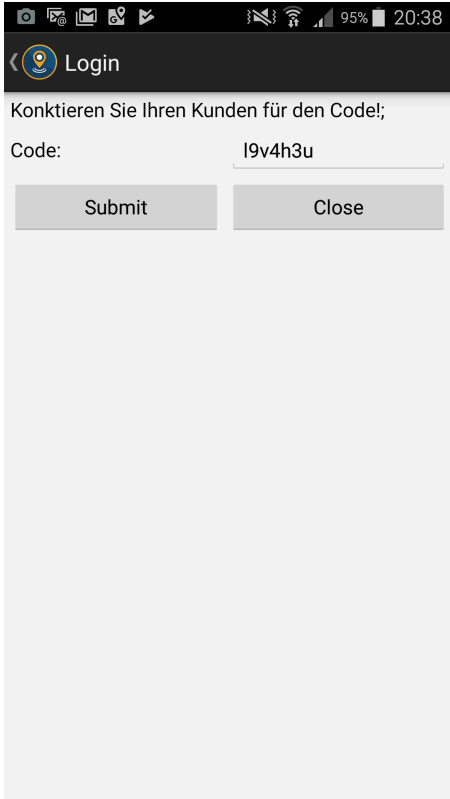 95% 20:38
Login
Konktieren Sie Ihren Kunden für den Code!;
Code: l9v4h3u
Submit Close